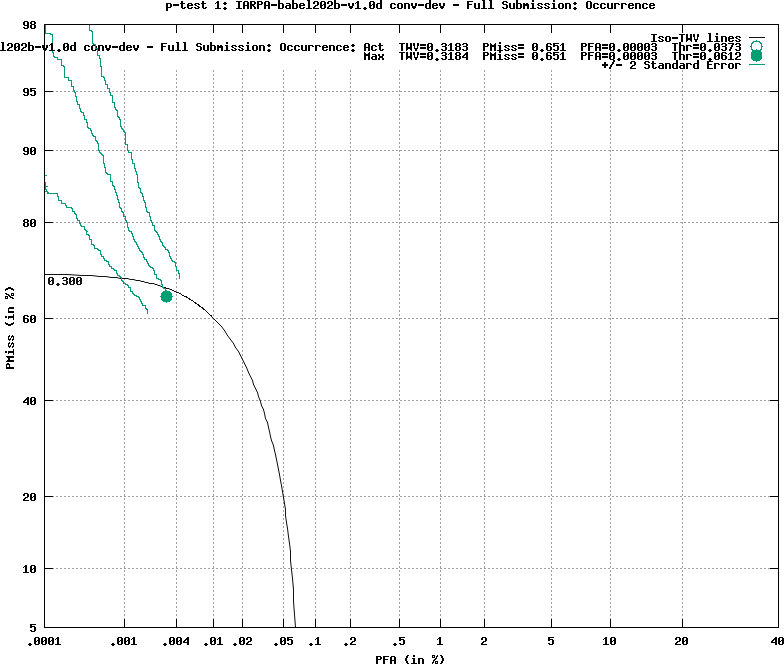 p-test 1: IARPA-babel202b-v1.0d conv-dev - Full Submission: Occurrence
Iso-TWV lines
l202b-v1.0d conv-dev - Full Submission: Occurrence: Act TWV=0.3183 PMiss= 0.651 PFA=0.00003 Thr=0.0373
Max TWV=0.3184 PMiss= 0.651 PFA=0.00003 Thr=0.0612
+/- 2 Standard Error
98
95
90
80
60
40
20
10
5
PMiss (in %)
0.300
.0001 .001 .004 .01 .02 .05 .1 .2 .5 1 2 5 10 20 40
PFA (in %)